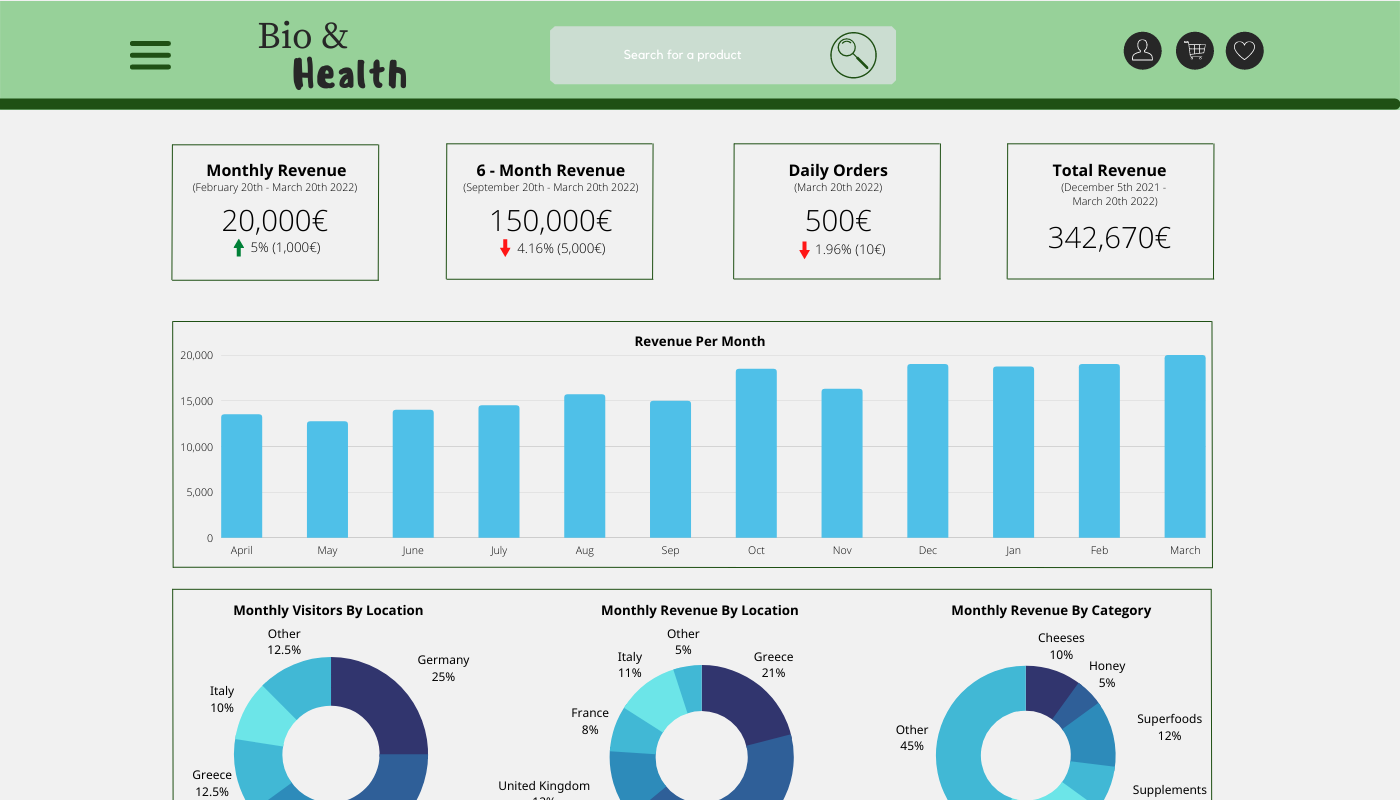 Bio &
Health
Search for a product
Monthly Revenue
(February 20th - March 20th 2022)
20,000€
5% (1,000€)
6 - Month Revenue
(September 20th - March 20th 2022)
150,000€
4.16% (5,000€)
Daily Orders
(March 20th 2022)
500€
1.96% (10€)
Total Revenue
(December 5th 2021 -
March 20th 2022)
342,670€
Revenue Per Month
20,000
15,000
10,000
5,000
0
April
May
June
July
Aug
Sep
Oct
Nov
Dec
Jan
Feb
March
Monthly Visitors By Location
Other
12.5%
Germany
25%
Italy
10%
Greece
12.5%
Monthly Revenue By Location
Other
5%
Greece
21%
Italy
11%
France
8%
United Kingdom
Monthly Revenue By Category
Cheeses
10%
Honey
5%
Superfoods
12%
Other
45%
Supplements